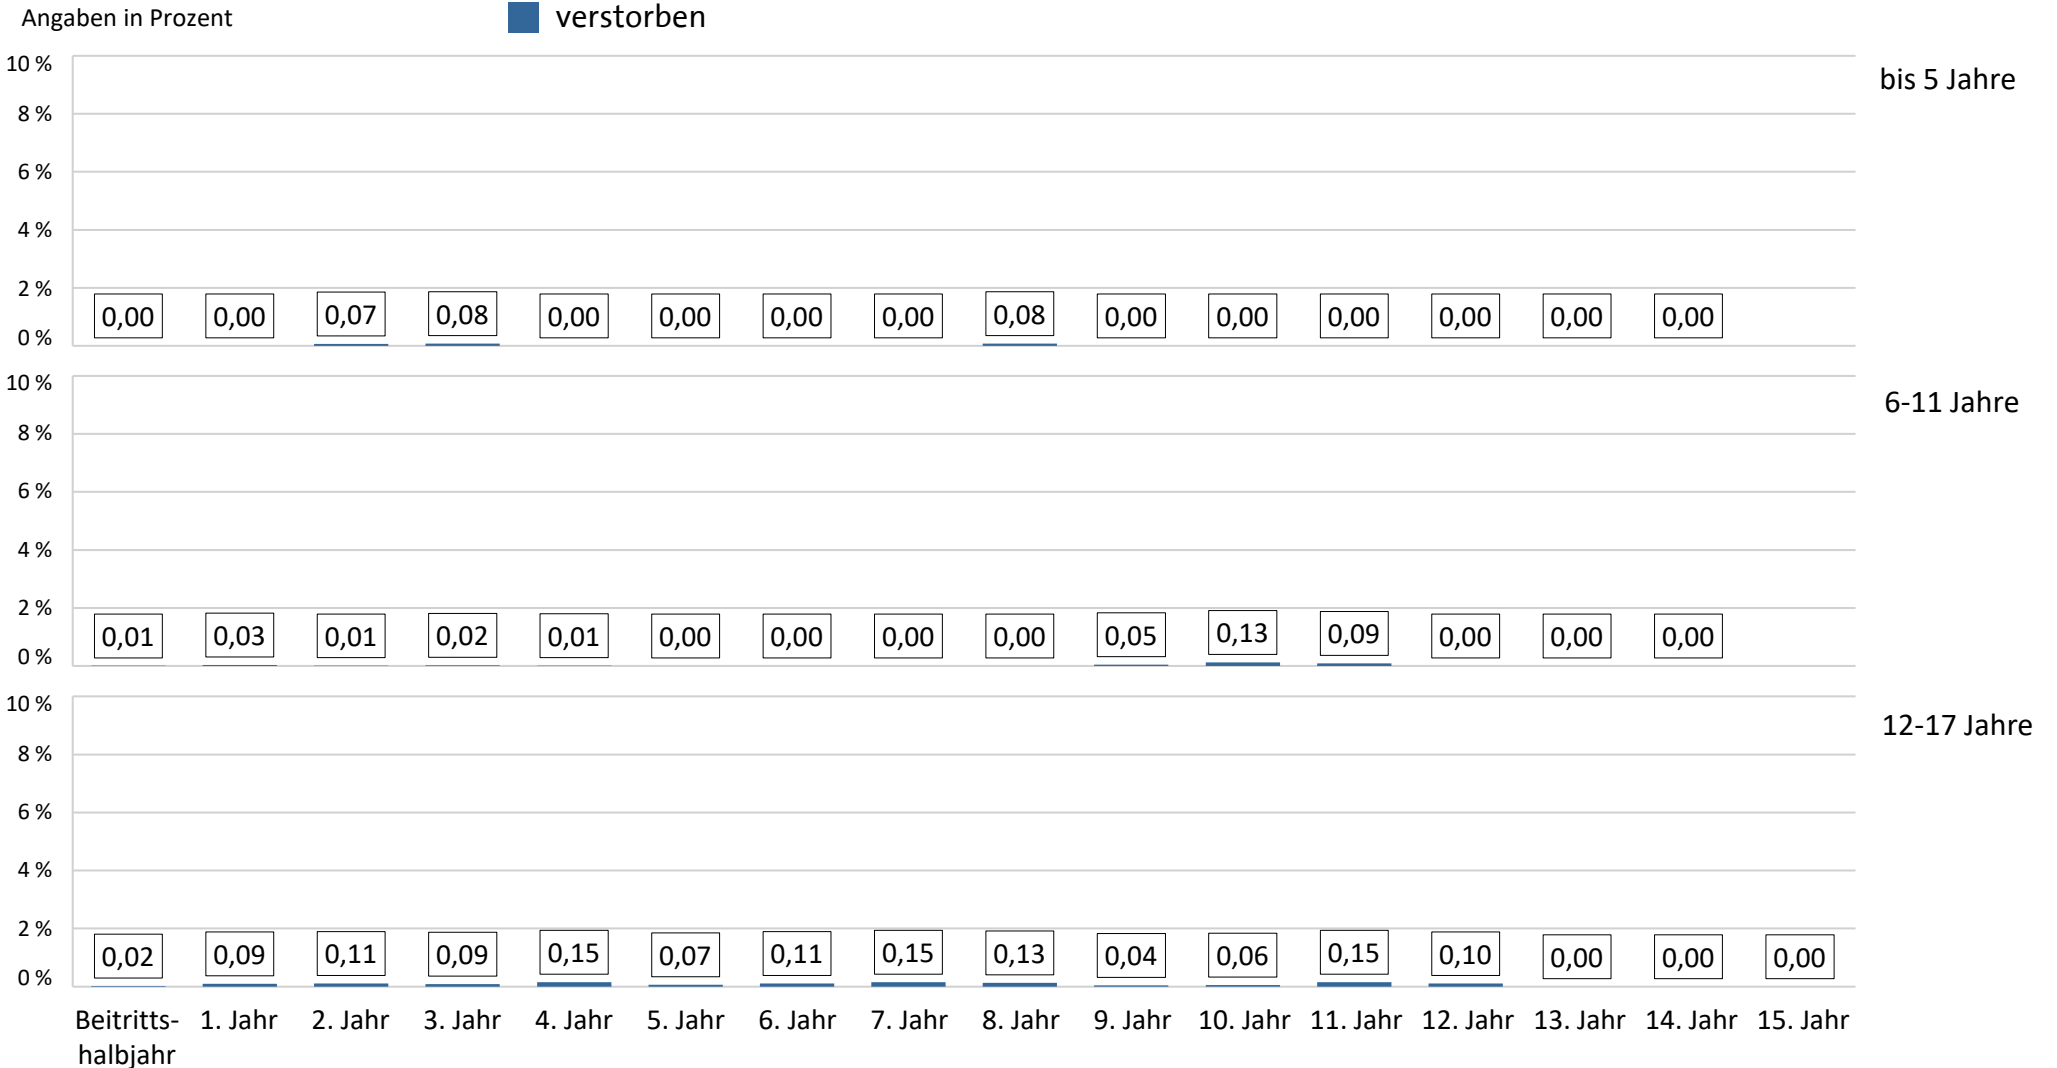 Angaben in Prozent
verstorben
10 %
8 %
6 %
4 %
2 %
0 %
bis 5 Jahre
0,00 0,00 0,07 0,08 0,00 0,00 0,00 0,00 0,08 0,00 0,00 0,00 0,00 0,00 0,00
10 %
8 %
6 %
4 %
2 %
0 %
6-11 Jahre
0,01 0,03 0,01 0,02 0,01 0,00 0,00 0,00 0,00 0,05 0,13 0,09 0,00 0,00 0,00
10 %
8 %
6 %
4 %
2 %
0 %
12-17 Jahre
0,02 0,09 0,11 0,09 0,15 0,07 0,11 0,15 0,13 0,04 0,06 0,15 0,10 0,00 0,00 0,00
Beitritts- 1. Jahr 2. Jahr 3. Jahr 4. Jahr 5. Jahr 6. Jahr 7. Jahr 8. Jahr 9. Jahr 10. Jahr 11. Jahr 12. Jahr 13. Jahr 14. Jahr 15. Jahr
halbjahr